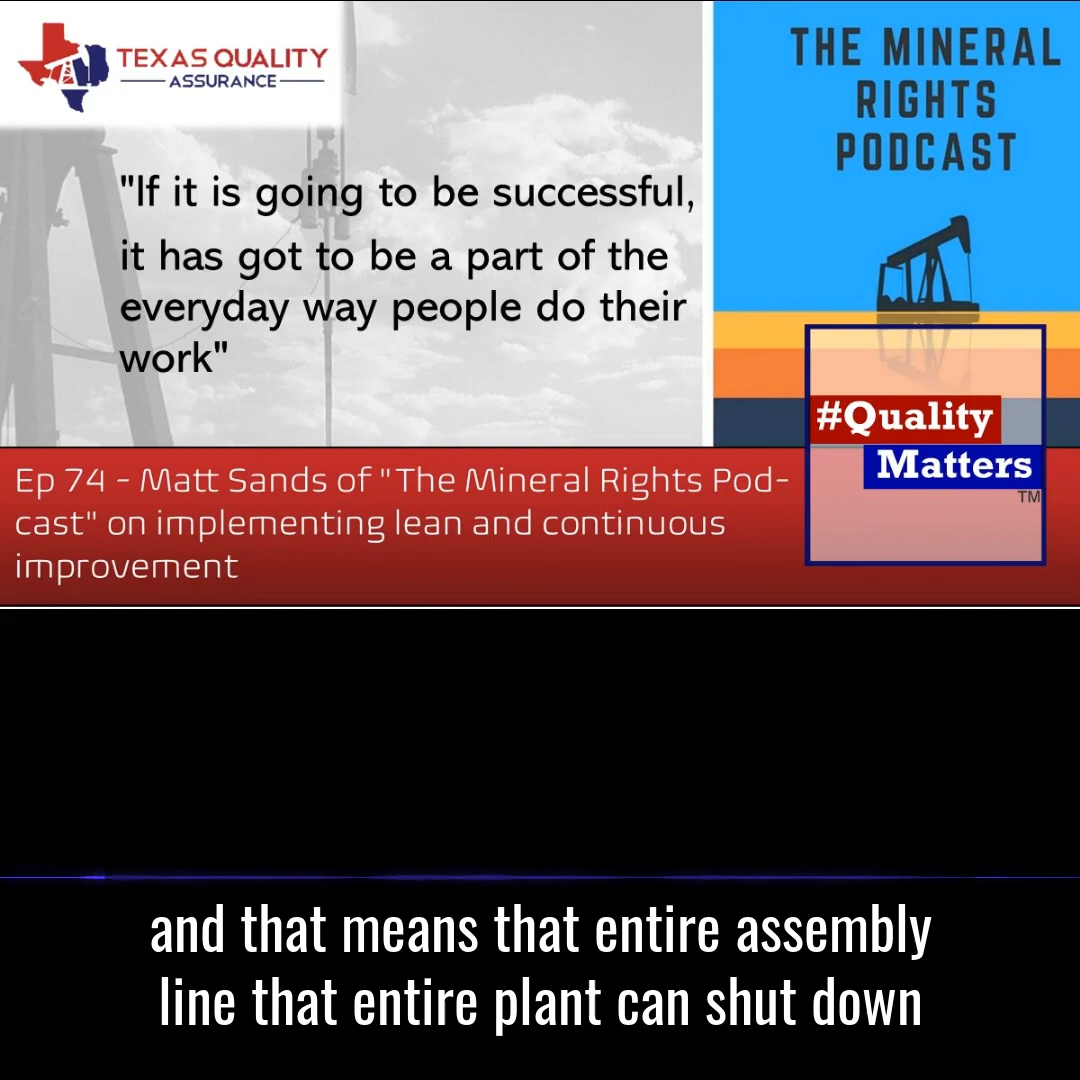 TEXAS QUALITY
ASSURANCE
THE MINERAL
RIGHTS
PODCAST
"If it is going to be successful,
it has got to be a part of the
everyday way people do their
work"
#Quality
Matters
TM
Ep 74 - Matt Sands of "The Mineral Rights Pod-
cast" on implementing lean and continuous
improvement
and that means that entire assembly
line that entire plant can shut down